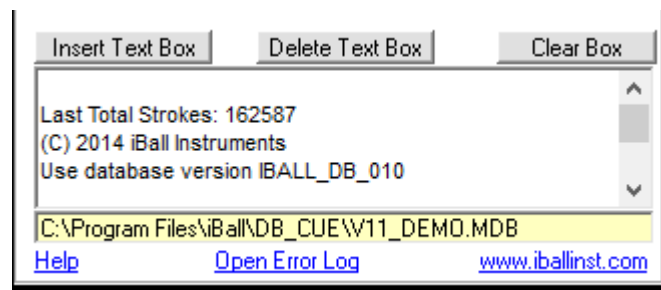 Insert Text Box Delete Text Box Clear Box
Last Total Strokes: 162587
(C) 2014 iBall Instruments
Use database version IBALL_DB_010
C:\Program Files\iBall\DB_CUE\V11_DEMO.MDB
Help Open Error Log www.iballinst.com